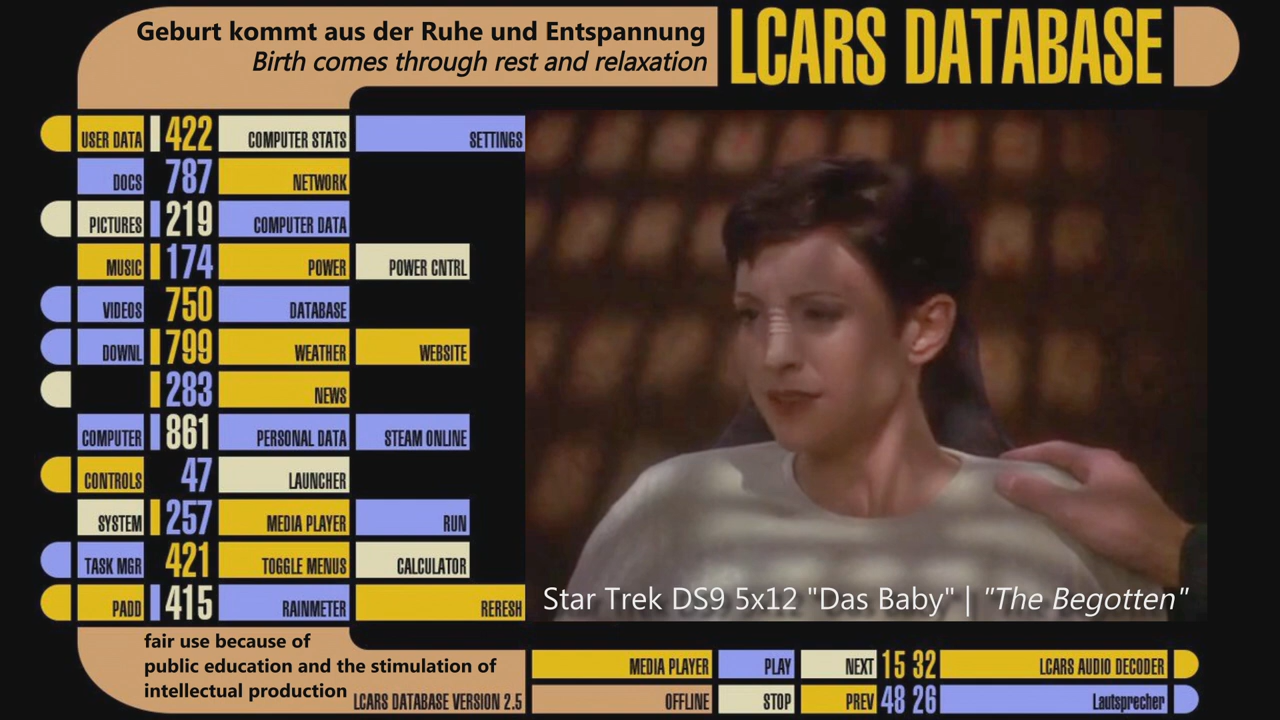 Geburt kommt aus der Ruhe und Entspannung
Birth comes through rest and relaxation
LCARS DATABASE
USER DATA 422 COMPUTER STATS SETTINGS
DOCS 787 NETWORK
PICTURES 219 COMPUTER DATA
MUSIC 174 POWER POWER CNTRL
VIDEOS 750 DATABASE
DOWNL 799 WEATHER WEBSITE
283 NEWS
COMPUTER 861 PERSONAL DATA STEAM ONLINE
CONTROLS 47 LAUNCHER
SYSTEM 257 MEDIA PLAYER RUN
TASK MGR 421 TOGGLE MENUS CALCULATOR
PADD 415 RAINMETER RERESH
Star Trek DS9 5x12 "Das Baby" | "The Begotten"
fair use because of
public education and the stimulation of
intellectual production
LCARS DATABASE VERSION 2.5
MEDIA PLAYER PLAY NEXT 15 32 LCARS AUDIO DECODER
OFFLINE STOP PREV 48 26 Lautsprecher